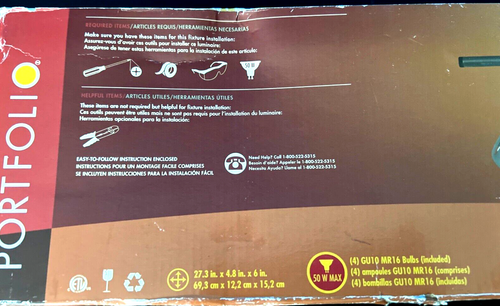 REQUIRED ITEMS/ARTICLES REQUIS/HERRAMIENTAS NECESARIAS
Make sure you have these items for this fixture installation:
Assurez-vous d'avoir ces outils pour installer ce luminaire:
Asegúrese de tener estas herramientas para la instalación de este artículo:
50 W
HELPFUL ITEMS/ARTICLES UTILES/HERRAMIENTAS ÚTILES
These items are not required but helpful for fixture installation:
Ces outils peuvent être utiles mais ne sont pas requis pour l'installation du luminaire:
Herramientas opcionales para la instalación:
EASY-TO-FOLLOW INSTRUCTION ENCLOSED
INSTRUCTIONS POUR UN MONTAGE FACILE COMPRISES
SE INCLUYEN INSTRUCCIONES PARA LA INSTALACIÓN FÁCIL
Need Help? Call 1-800-522-5315
Besoin d'aide? Appeler le 1-800-522-5315
Necesita Ayuda? Llame al 1-800-522-5315
PORTFOLIO®
ETL
27.3 in. x 4.8 in. x 6 in.
69,3 cm x 12,2 cm x 15,2 cm
50 W MAX
(4) GU10 MR16 Bulbs (included)
(4) ampoules GU10 MR16 (comprises)
(4) bombillas GU10 MR16 (incluidas)